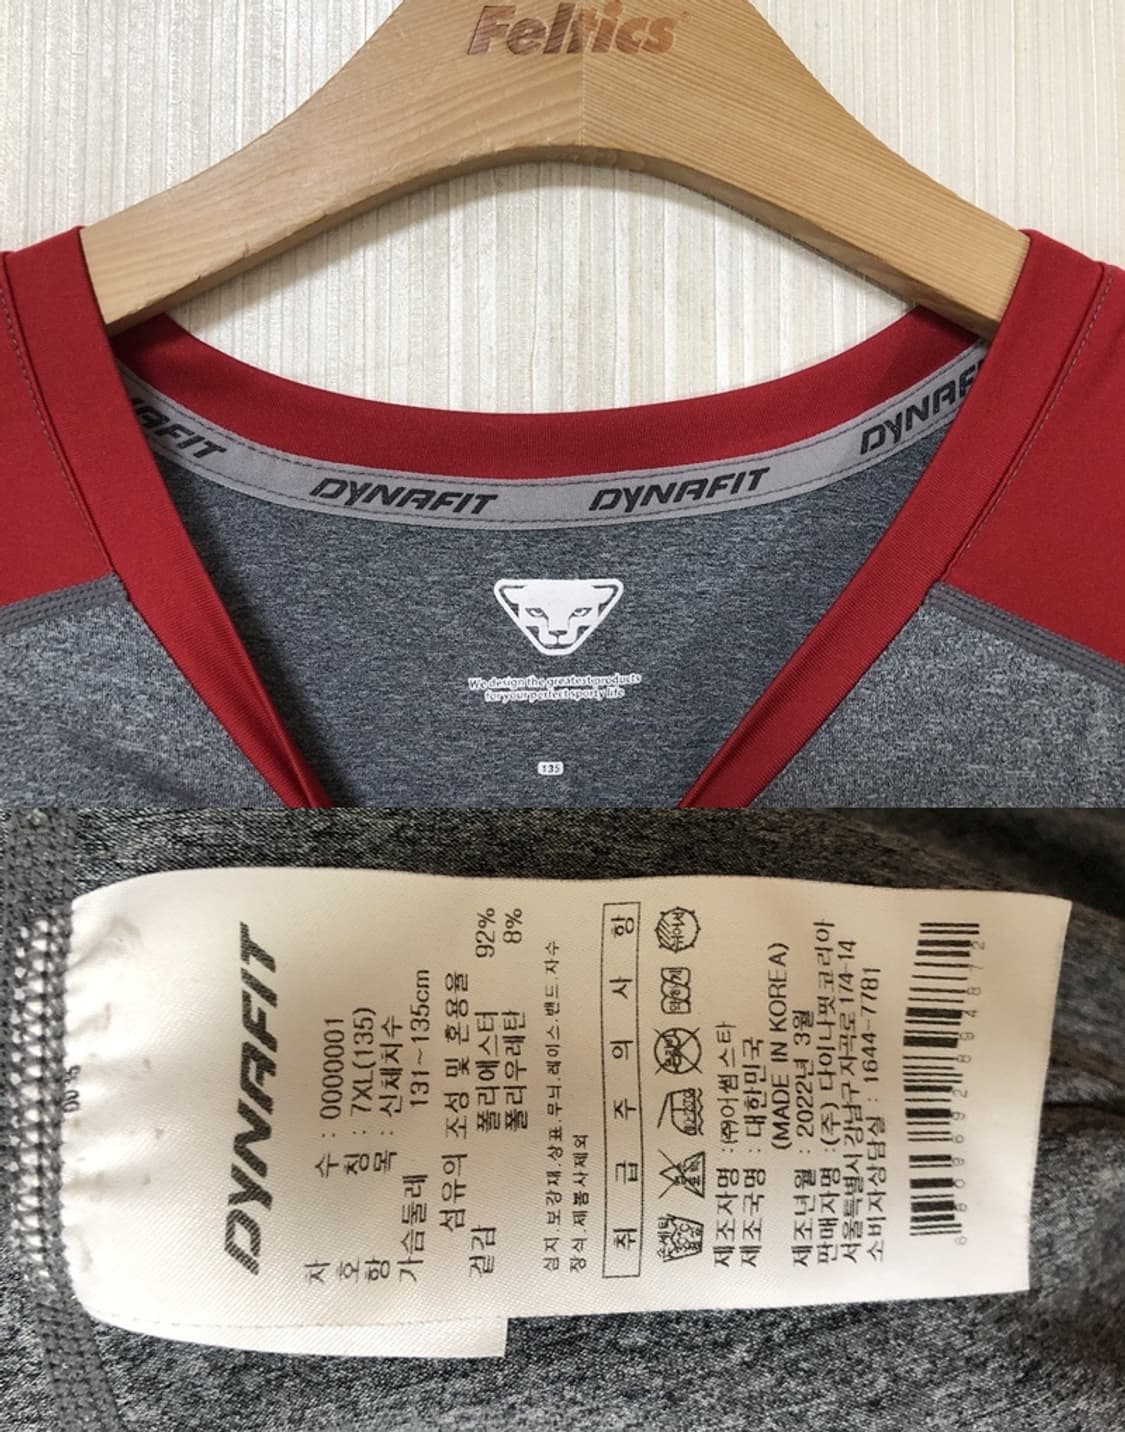 Feltics
DYNAFIT
DYNAFIT
DYNAFIT
We design the greatest products
for your perfect sporty life
135
DYNAFIT
차 수 : 0000001
호 칭 : 7XL(135)
항 목 : 신체치수
가슴둘레 131~135cm
섬유의 조성 및 혼용율
겉감 폴리에스터 92%
폴리우레탄 8%
심지.보강재.상표.무늬.레이스.밴드.자수
장식.제봉사제외
취 급 주 의 사 항
제조자명 : ㈜어썸스타
제조국명 : 대한민국
(MADE IN KOREA)
제조년월 : 2022년 3월
판매자명 : (주) 다이나핏코리아
서울특별시 강남구 자곡로 174-14
소비자상담실 : 1644-7781